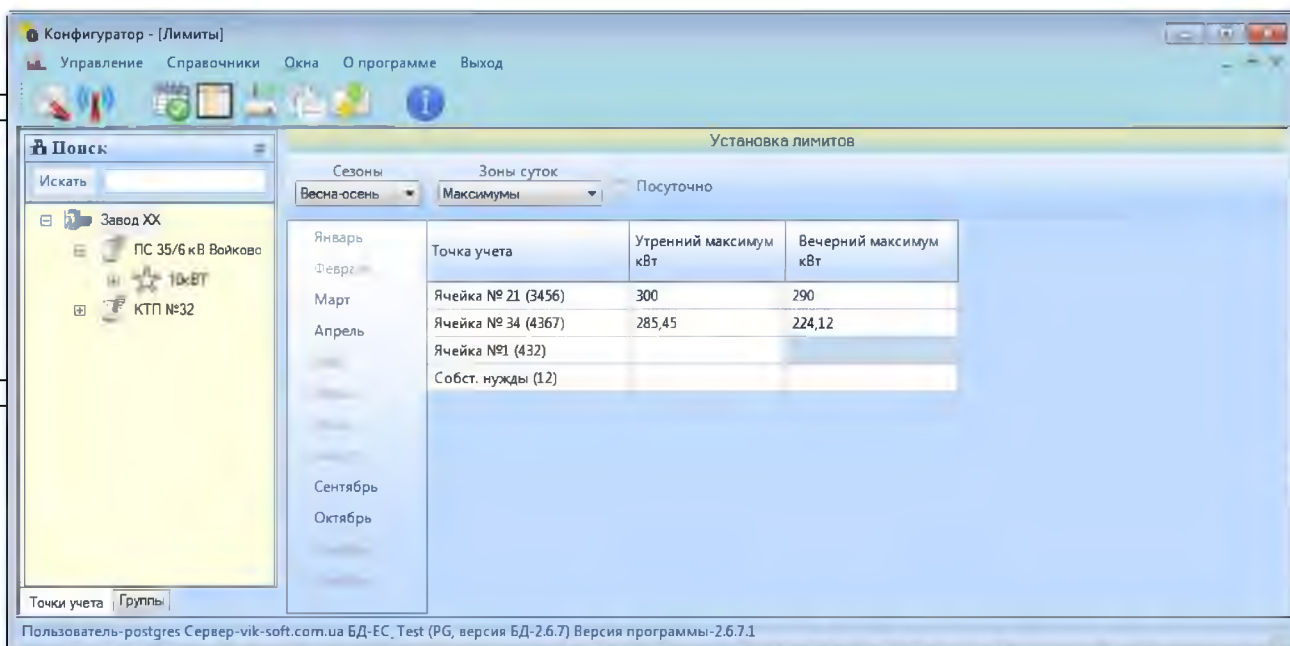 Конфигуратор - [Лимиты]
Управление Справочники Окна О программе Выход
Поиск
Искать
Завод ХХ
ПС 35/6 кВ Войково
10кВТ
КТП №32
Точки учета Группы
Установка лимитов
Сезоны Зоны суток
Весна-осень Максимумы Посуточно
Январь
Март
Апрель
Сентябрь
Октябрь
Точка учета Утренний максимум кВт Вечерний максимум кВт
Ячейка № 21 (3456) 300 290
Ячейка № 34 (4367) 285,45 224,12
Ячейка №1 (432)
Собст. нужды (12)
Пользователь-postgres Сервер-vik-soft.com.ua БД-EC_Test (PG, версия БД-2.6.7) Версия программы-2.6.7.1